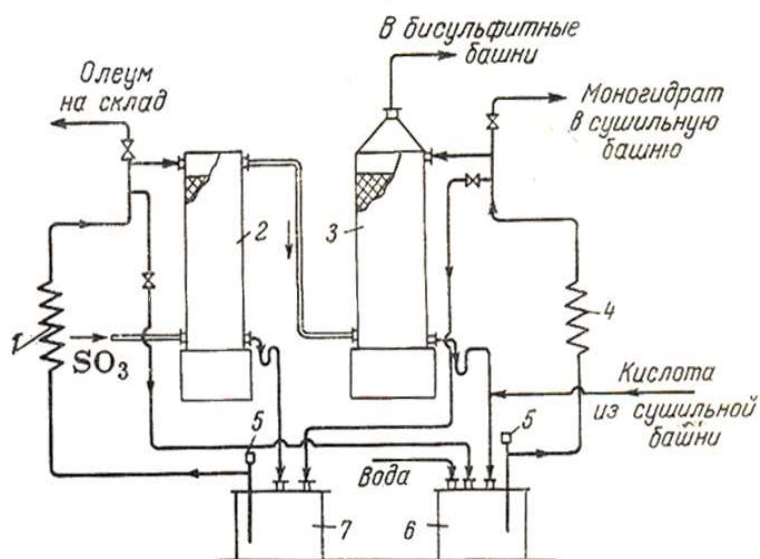 В бисульфитные
башни
Олеум
на склад
Моногидрат
в сушильную
башню
2
3
4
1
SO₃
Кислота
из сушильной
башни
5
5
Вода
7
6